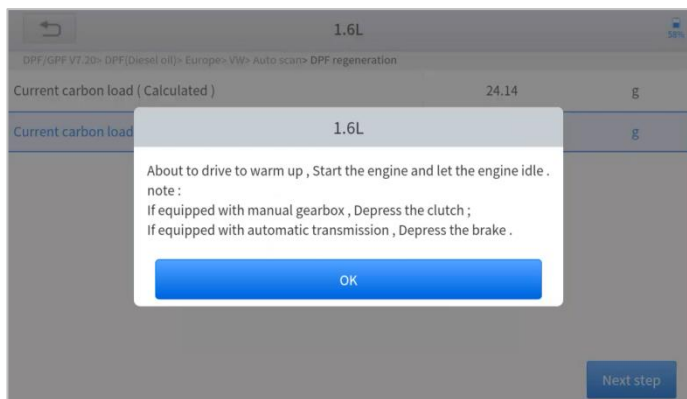 1.6L
58%
DPF/GPF V7.20> DPF(Diesel oil)> Europe> VW> Auto scan> DPF regeneration
Current carbon load ( Calculated ) 24.14 g
Current carbon load g
1.6L
About to drive to warm up , Start the engine and let the engine idle .
note :
If equipped with manual gearbox , Depress the clutch ;
If equipped with automatic transmission , Depress the brake .
OK
Next step